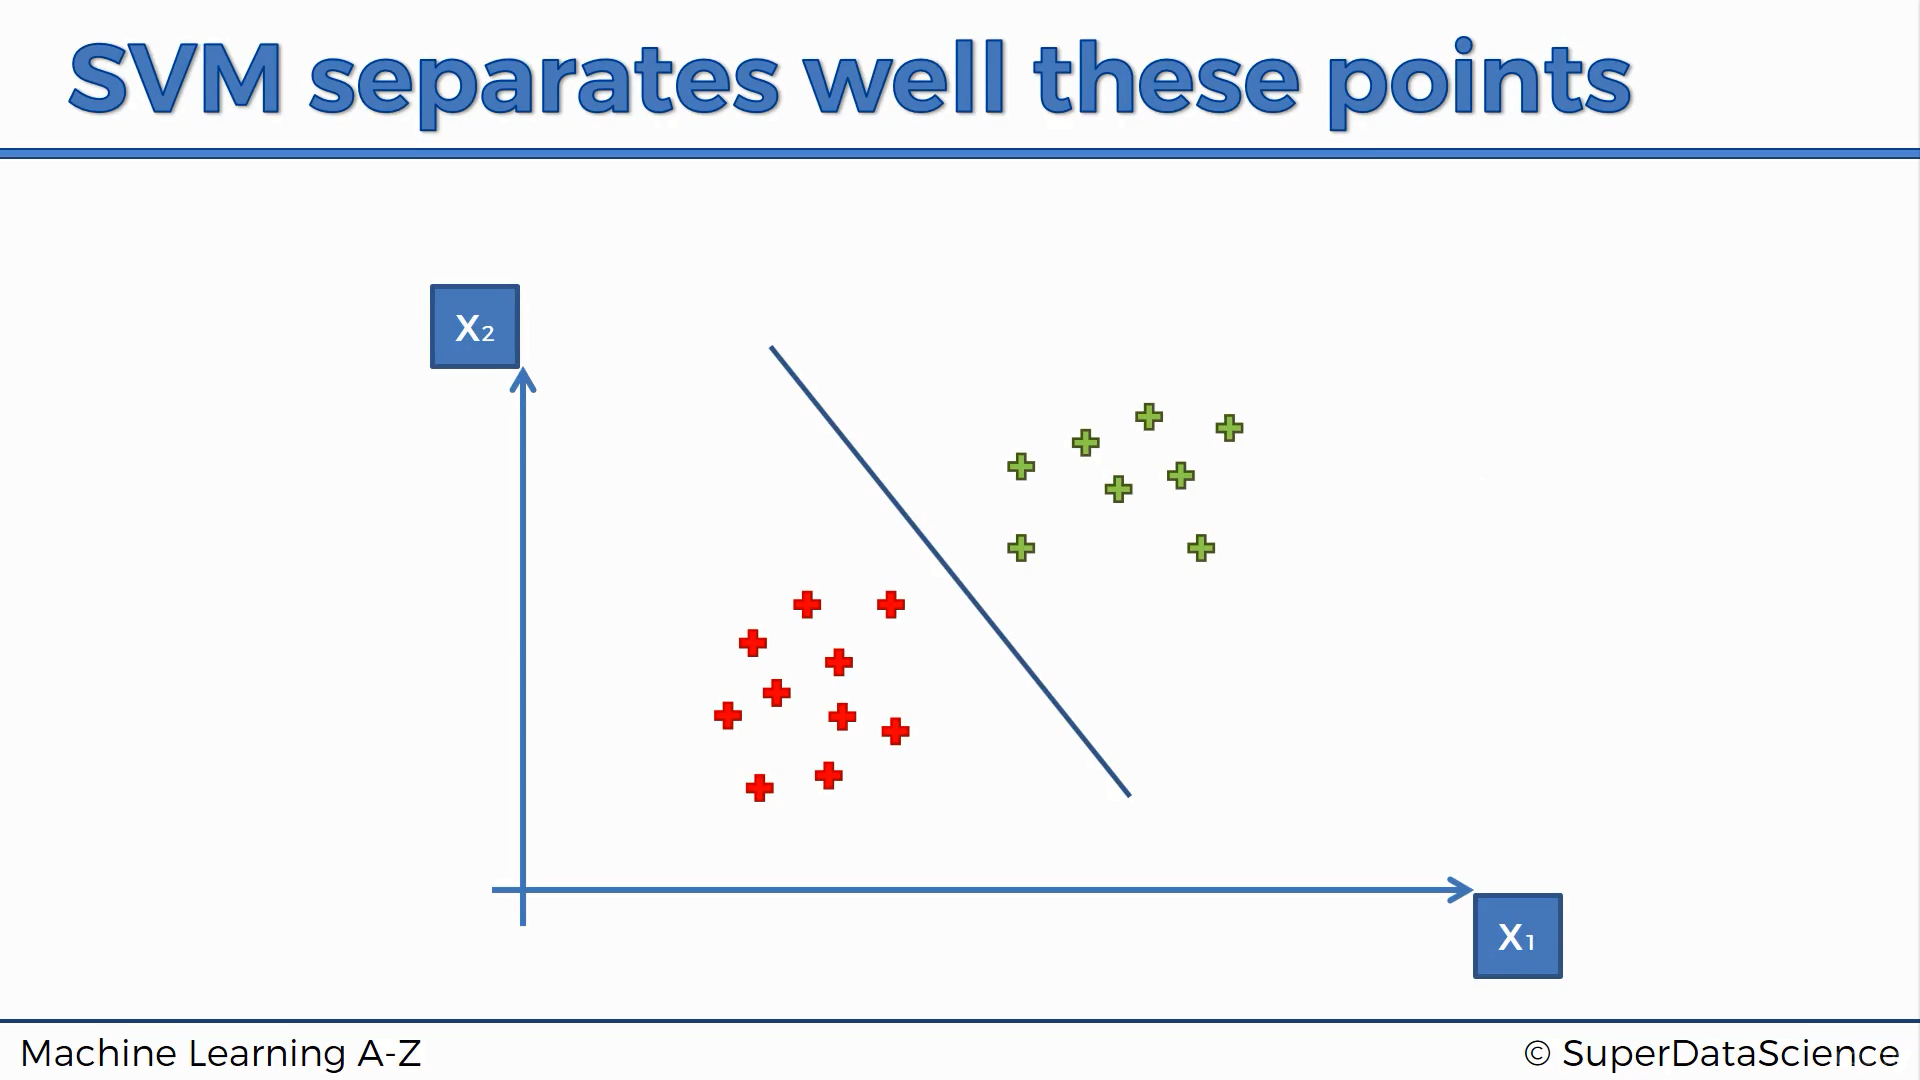 SVM separates well these points
X₂
X₁
Machine Learning A-Z
© SuperDataScience